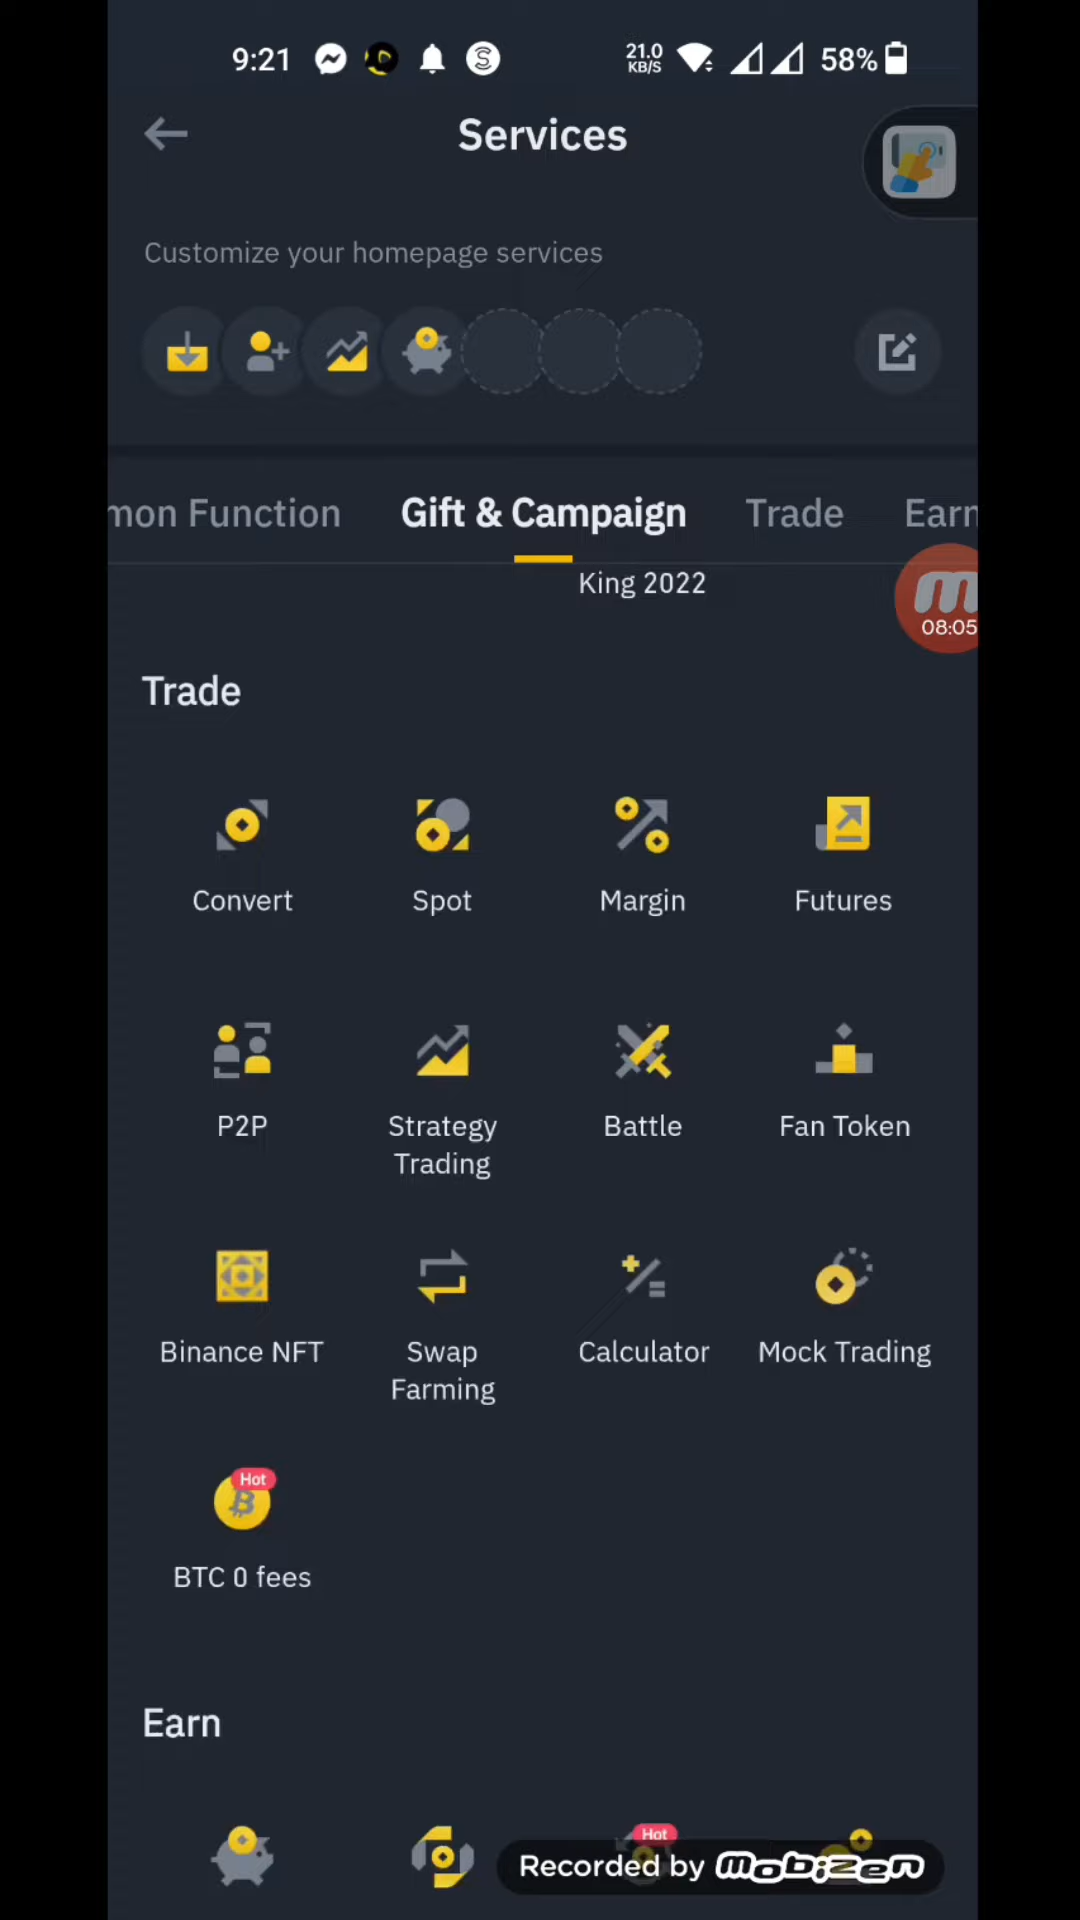 9:21
21.0
KB/S
58%
Services
Customize your homepage services
mon Function
Gift & Campaign
Trade
Earn
King 2022
08:05
Trade
Convert
Spot
Margin
Futures
P2P
Strategy
Trading
Battle
Fan Token
Binance NFT
Swap
Farming
Calculator
Mock Trading
Hot
BTC 0 fees
Earn
Hot
Recorded by mobizen